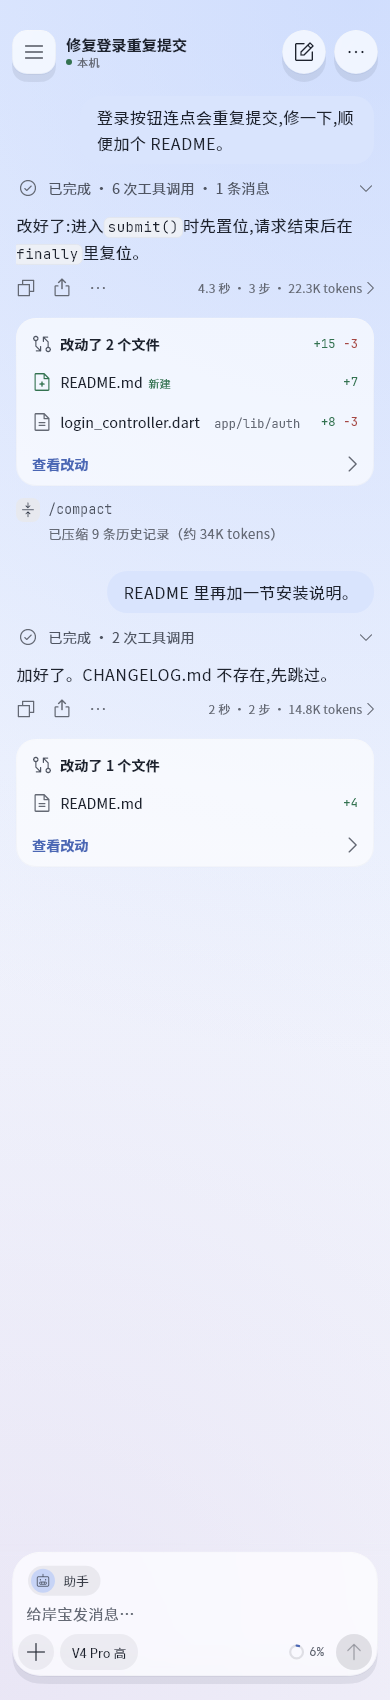 修复登录重复提交
本机
登录按钮连点会重复提交,修一下,顺
便加个 README。
已完成 · 6 次工具调用 · 1 条消息
改好了:进入 submit() 时先置位,请求结束后在
finally 里复位。
4.3 秒 · 3 步 · 22.3K tokens
改动了 2 个文件 +15 -3
README.md 新建 +7
login_controller.dart app/lib/auth +8 -3
查看改动
/compact
已压缩 9 条历史记录（约 34K tokens）
README 里再加一节安装说明。
已完成 · 2 次工具调用
加好了。CHANGELOG.md 不存在,先跳过。
2 秒 · 2 步 · 14.8K tokens
改动了 1 个文件
README.md +4
查看改动
助手
给岸宝发消息…
V4 Pro 高 6%